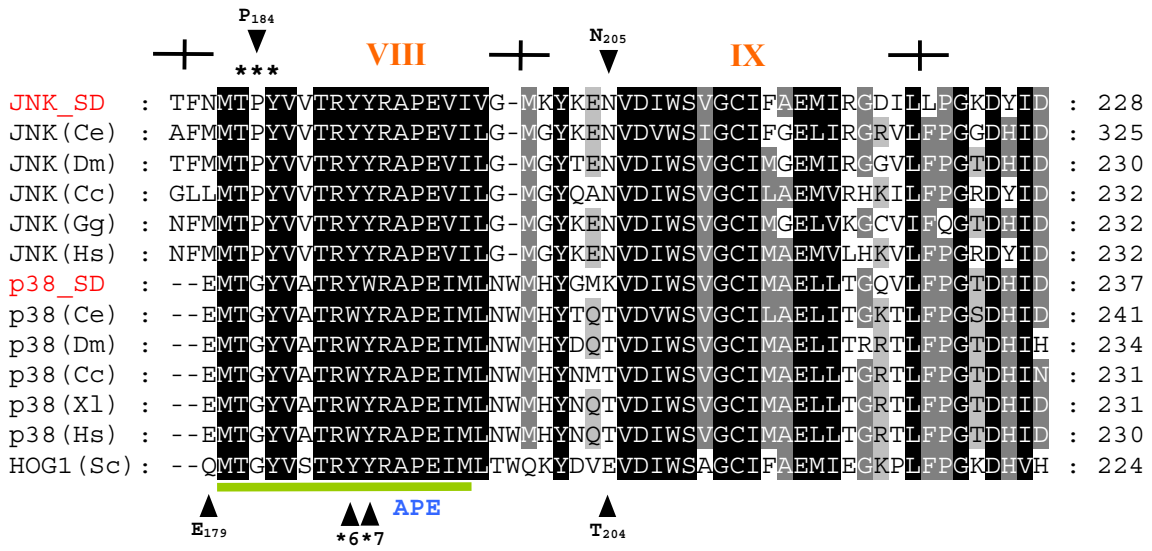 P184 N205
VIII IX
***
JNK_SD : TFNMTPYVVTRYYRAPEVIVG-MKYKENVDIWSVGCIFAEMIRGDILLPGKDYID : 228
JNK(Ce) : AFMMTPYVVTRYYRAPEVILG-MGYKENVDVWSIGCIFGELIRGRVLFPGGDHID : 325
JNK(Dm) : TFMMTPYVVTRYYRAPEVILG-MGYTENVDIWSVGCIMGEMIRGGVLFPGTDHID : 230
JNK(Cc) : GLLMTPYVVTRYYRAPEVILG-MGYQANVDIWSVGCILAEMVRHKILFPGRDYID : 232
JNK(Gg) : NFMMTPYVVTRYYRAPEVILG-MGYKENVDIWSVGCIMGELVKGCVIFQGTDHID : 232
JNK(Hs) : NFMMTPYVVTRYYRAPEVILG-MGYKENVDIWSVGCIMAEMVLHKVLFPGRDYID : 232
p38_SD : --EMTGYVATRYWRAPEIMLNWMHYGMKVDIWSVGCIMAELLTGQVLFPGTDHID : 237
p38(Ce) : --EMTGYVATRWYRAPEIMLNWMHYTQTVDVWSVGCILAELITGKTLFPGSDHID : 241
p38(Dm) : --EMTGYVATRWYRAPEIMLNWMHYDQTVDIWSVGCIMAELITRRTLFPGTDHIH : 234
p38(Cc) : --EMTGYVATRWYRAPEIMLNWMHYNMTVDIWSVGCIMAELLTGRTLFPGTDHIN : 231
p38(Xl) : --EMTGYVATRWYRAPEIMLNWMHYNQTVDIWSVGCIMAELLTGRTLFPGTDHID : 231
p38(Hs) : --EMTGYVATRWYRAPEIMLNWMHYNQTVDIWSVGCIMAELLTGRTLFPGTDHID : 230
HOG1(Sc): --QMTGYVSTRYYRAPEIMLTWQKYDVEVDIWSAGCIFAEMIEGKPLFPGKDHVH : 224
APE
E179 *6*7 T204